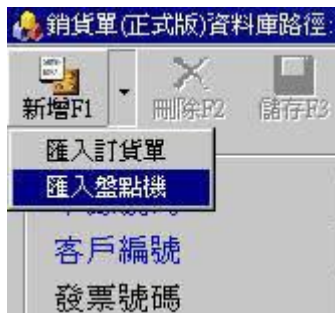 銷貨單(正式版)資料庫路徑:
新增F1 刪除F2 儲存F3
匯入訂貨單
匯入盤點機
客戶編號
發票號碼